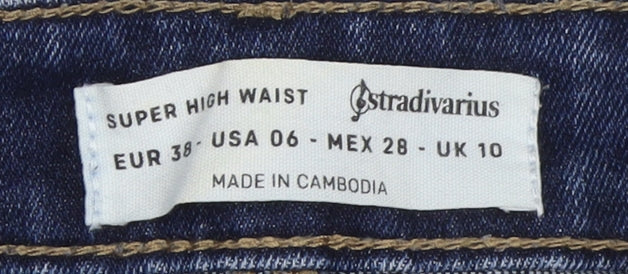 SUPER HIGH WAIST stradivarius
EUR 38 - USA 06 - MEX 28 - UK 10
MADE IN CAMBODIA